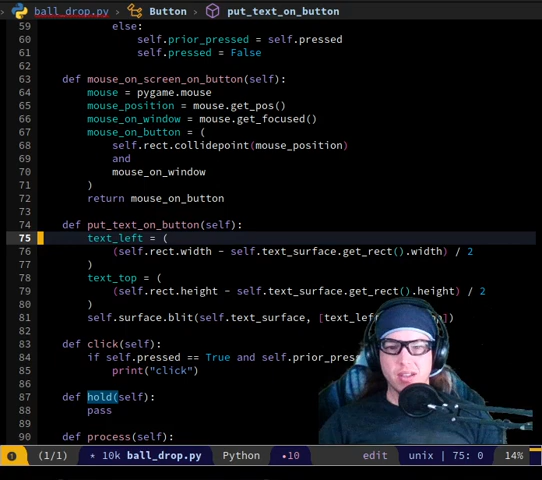 ball_drop.py > Button > put_text_on_button
59 else:
60 self.prior_pressed = self.pressed
61 self.pressed = False
62
63 def mouse_on_screen_on_button(self):
64 mouse = pygame.mouse
65 mouse_position = mouse.get_pos()
66 mouse_on_window = mouse.get_focused()
67 mouse_on_button = (
68 self.rect.collidepoint(mouse_position)
69 and
70 mouse_on_window
71 )
72 return mouse_on_button
73
74 def put_text_on_button(self):
75 text_left = (
76 (self.rect.width - self.text_surface.get_rect().width) / 2
77 )
78 text_top = (
79 (self.rect.height - self.text_surface.get_rect().height) / 2
80 )
81 self.surface.blit(self.text_surface, [text_le
82
83 def click(self):
84 if self.pressed == True and self.prior_pres
85 print("click")
86
87 def hold(self):
88 pass
89
90 def process(self):
(1/1) * 10k ball_drop.py Python •10 edit unix | 75: 0 14%